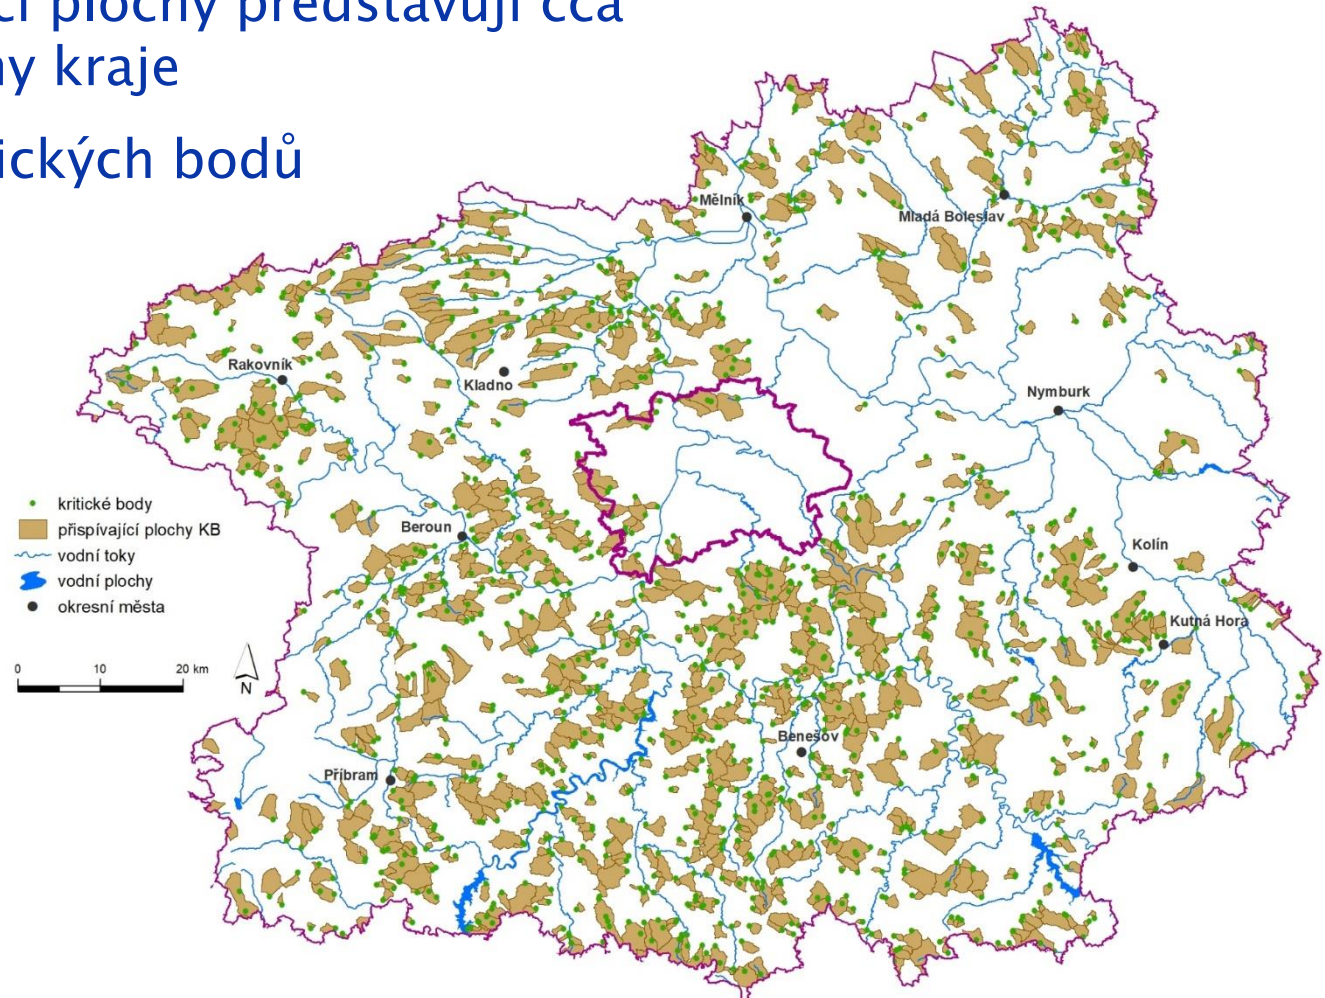 cí plochy představují cca
ny kraje
ických bodů
Mělník
Mladá Boleslav
Rakovník
Kladno
Nymburk
kritické body
přispívající plochy KB
vodní toky
vodní plochy
okresní města
Beroun
Kolín
Kutná Hora
0 10 20 km
N
Benešov
Příbram